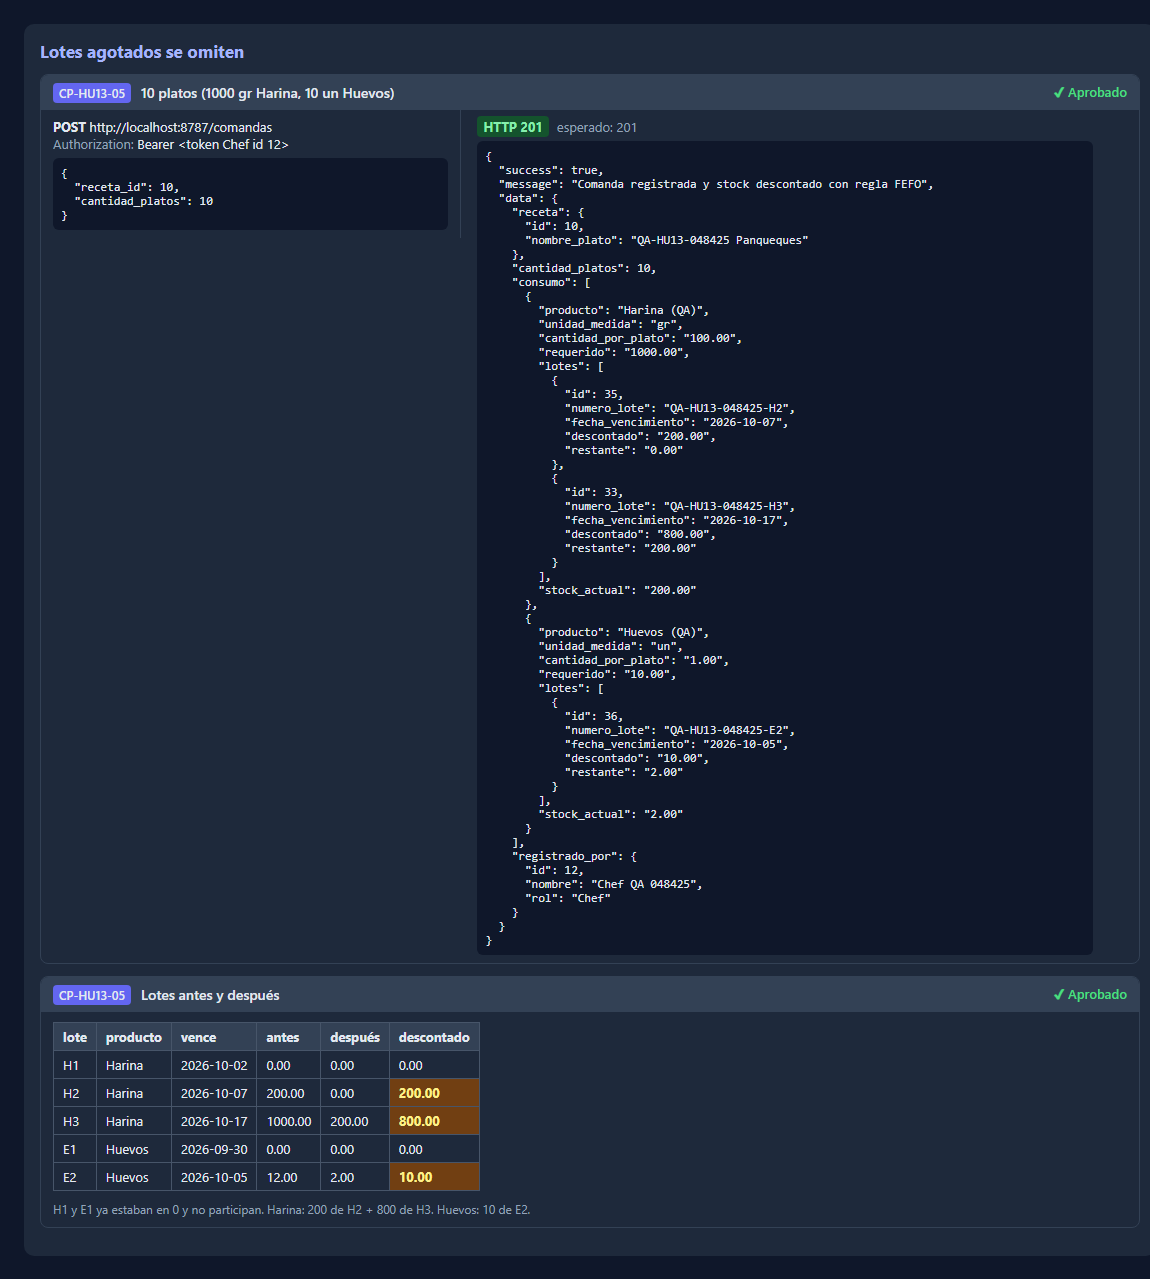 Lotes agotados se omiten
CP-HU13-05 10 platos (1000 gr Harina, 10 un Huevos) ✓ Aprobado
POST http://localhost:8787/comandas
Authorization: Bearer <token Chef id 12>
{
  "receta_id": 10,
  "cantidad_platos": 10
}
HTTP 201 esperado: 201
{
  "success": true,
  "message": "Comanda registrada y stock descontado con regla FEFO",
  "data": {
    "receta": {
      "id": 10,
      "nombre_plato": "QA-HU13-048425 Panqueques"
    },
    "cantidad_platos": 10,
    "consumo": [
      {
        "producto": "Harina (QA)",
        "unidad_medida": "gr",
        "cantidad_por_plato": "100.00",
        "requerido": "1000.00",
        "lotes": [
          {
            "id": 35,
            "numero_lote": "QA-HU13-048425-H2",
            "fecha_vencimiento": "2026-10-07",
            "descontado": "200.00",
            "restante": "0.00"
          },
          {
            "id": 33,
            "numero_lote": "QA-HU13-048425-H3",
            "fecha_vencimiento": "2026-10-17",
            "descontado": "800.00",
            "restante": "200.00"
          }
        ],
        "stock_actual": "200.00"
      },
      {
        "producto": "Huevos (QA)",
        "unidad_medida": "un",
        "cantidad_por_plato": "1.00",
        "requerido": "10.00",
        "lotes": [
          {
            "id": 36,
            "numero_lote": "QA-HU13-048425-E2",
            "fecha_vencimiento": "2026-10-05",
            "descontado": "10.00",
            "restante": "2.00"
          }
        ],
        "stock_actual": "2.00"
      }
    ],
    "registrado_por": {
      "id": 12,
      "nombre": "Chef QA 048425",
      "rol": "Chef"
    }
  }
}
CP-HU13-05 Lotes antes y después ✓ Aprobado
lote producto vence antes después descontado
H1 Harina 2026-10-02 0.00 0.00 0.00
H2 Harina 2026-10-07 200.00 0.00 200.00
H3 Harina 2026-10-17 1000.00 200.00 800.00
E1 Huevos 2026-09-30 0.00 0.00 0.00
E2 Huevos 2026-10-05 12.00 2.00 10.00
H1 y E1 ya estaban en 0 y no participan. Harina: 200 de H2 + 800 de H3. Huevos: 10 de E2.